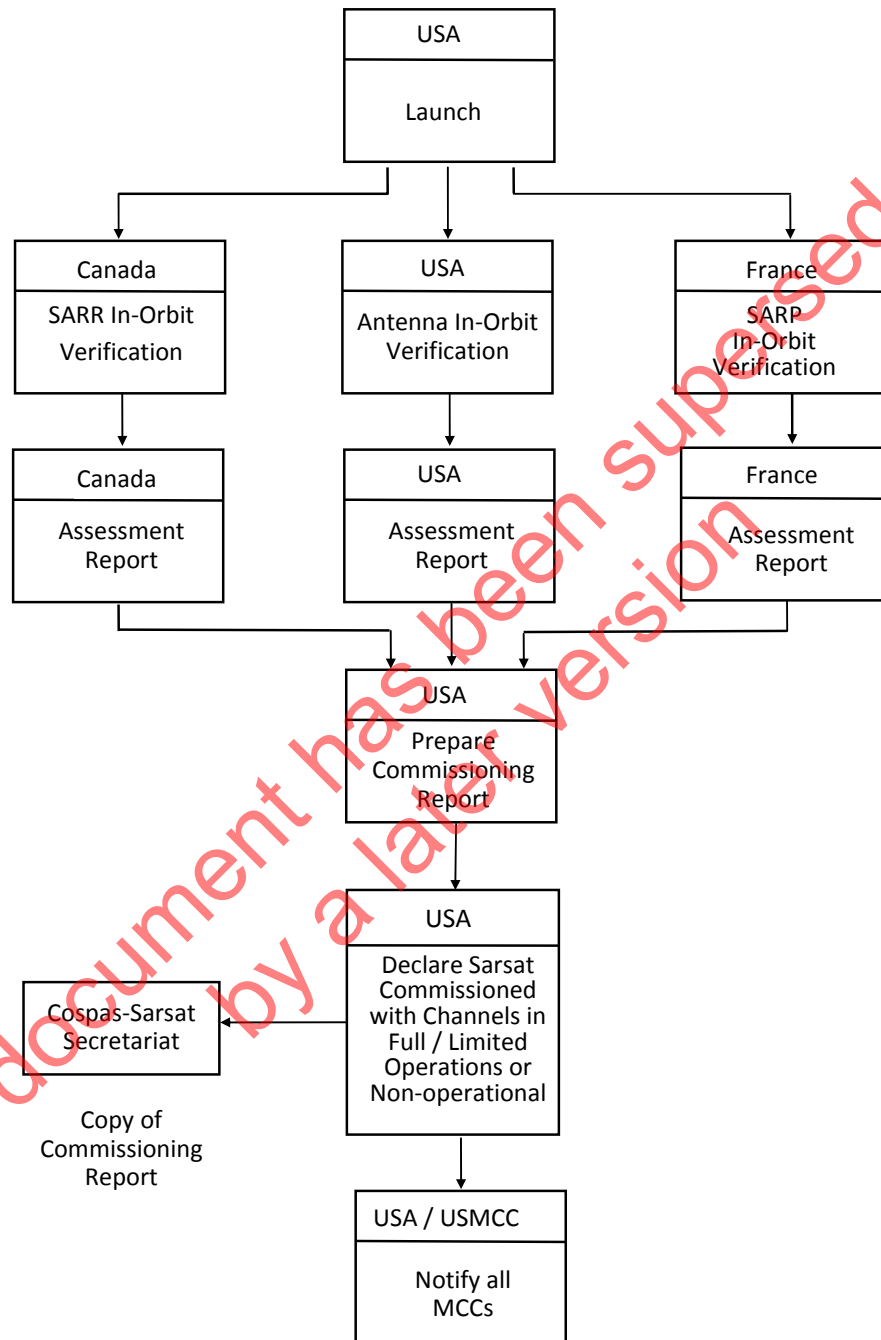 USA
Launch
Canada
SARR In-Orbit
Verification
USA
Antenna In-Orbit
Verification
France
SARP
In-Orbit
Verification
Canada
Assessment
Report
USA
Assessment
Report
France
Assessment
Report
USA
Prepare
Commissioning
Report
USA
Declare Sarsat
Commissioned
with Channels in
Full / Limited
Operations or
Non-operational
Cospas-Sarsat
Secretariat
Copy of
Commissioning
Report
USA / USMCC
Notify all
MCCs
document has been supersed
by a later version